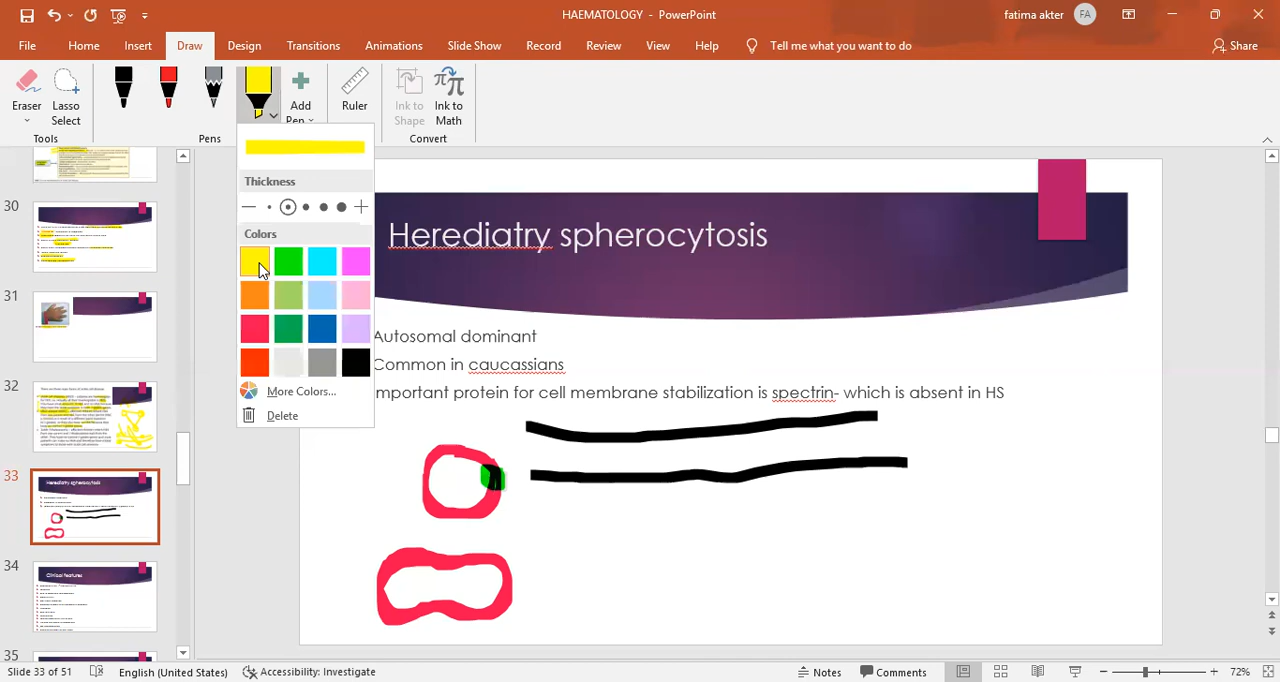 HAEMATOLOGY - PowerPoint
fatima akter FA
File Home Insert Draw Design Transitions Animations Slide Show Record Review View Help Tell me what you want to do Share
Eraser
Lasso Select
Add Pen
Ruler
Ink to Shape
Ink to Math
Tools Pens Convert
Thickness
Colors
More Colors...
Delete
30
31
32
33
Herediatry spherocytosis
34
Clinical features
35
Herediatry spherocytosis
Autosomal dominant
Common in caucassians
mportant protein for cell membrane stabilization- spectrin- which is absent in HS
Slide 33 of 51 English (United States) Accessibility: Investigate Notes Comments 72%